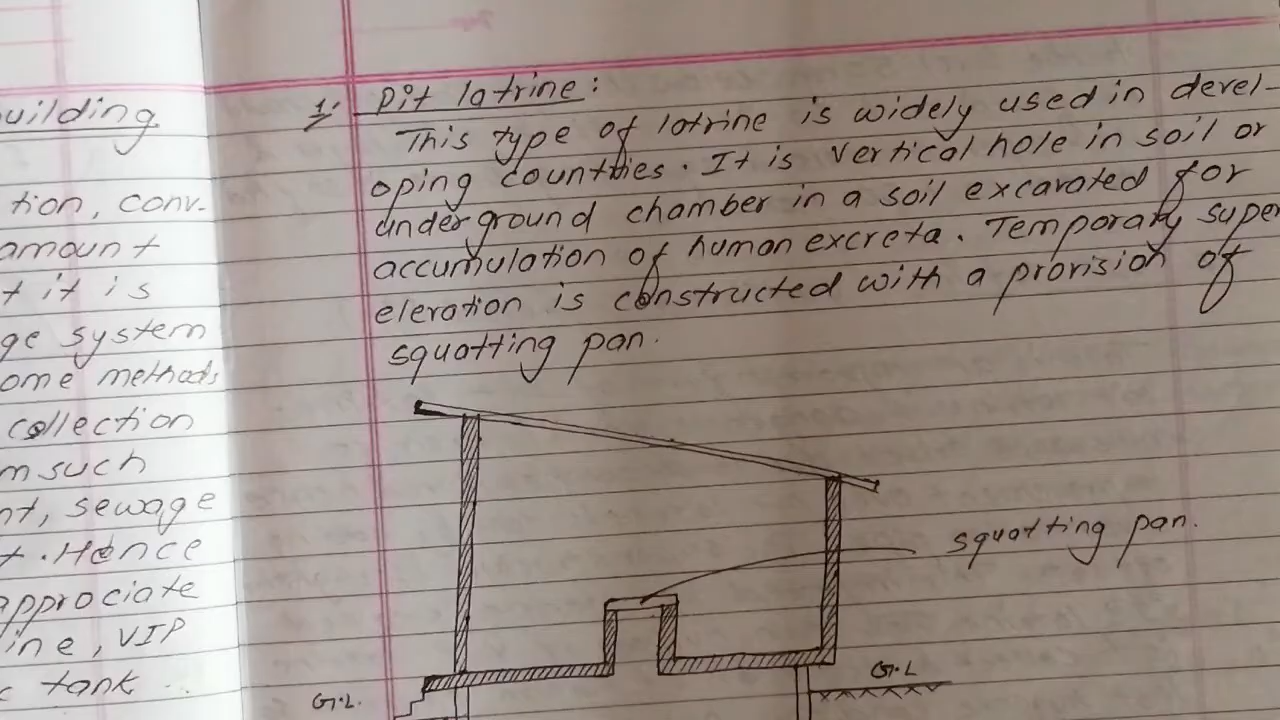 uilding
tion, conv-
amount
t it is
ge system
ome methods
collection
m such
nt, sewage
t. Hence
approciate
ine, VIP
c tank.
1. Pit latrine:
This type of latrine is widely used in devel-
oping countries. It is vertical hole in soil or
underground chamber in a soil excavated for
accumulation of human excreta. Temporary super
elevation is constructed with a provision of
squatting pan.
squatting pan.
G.L
G.L.